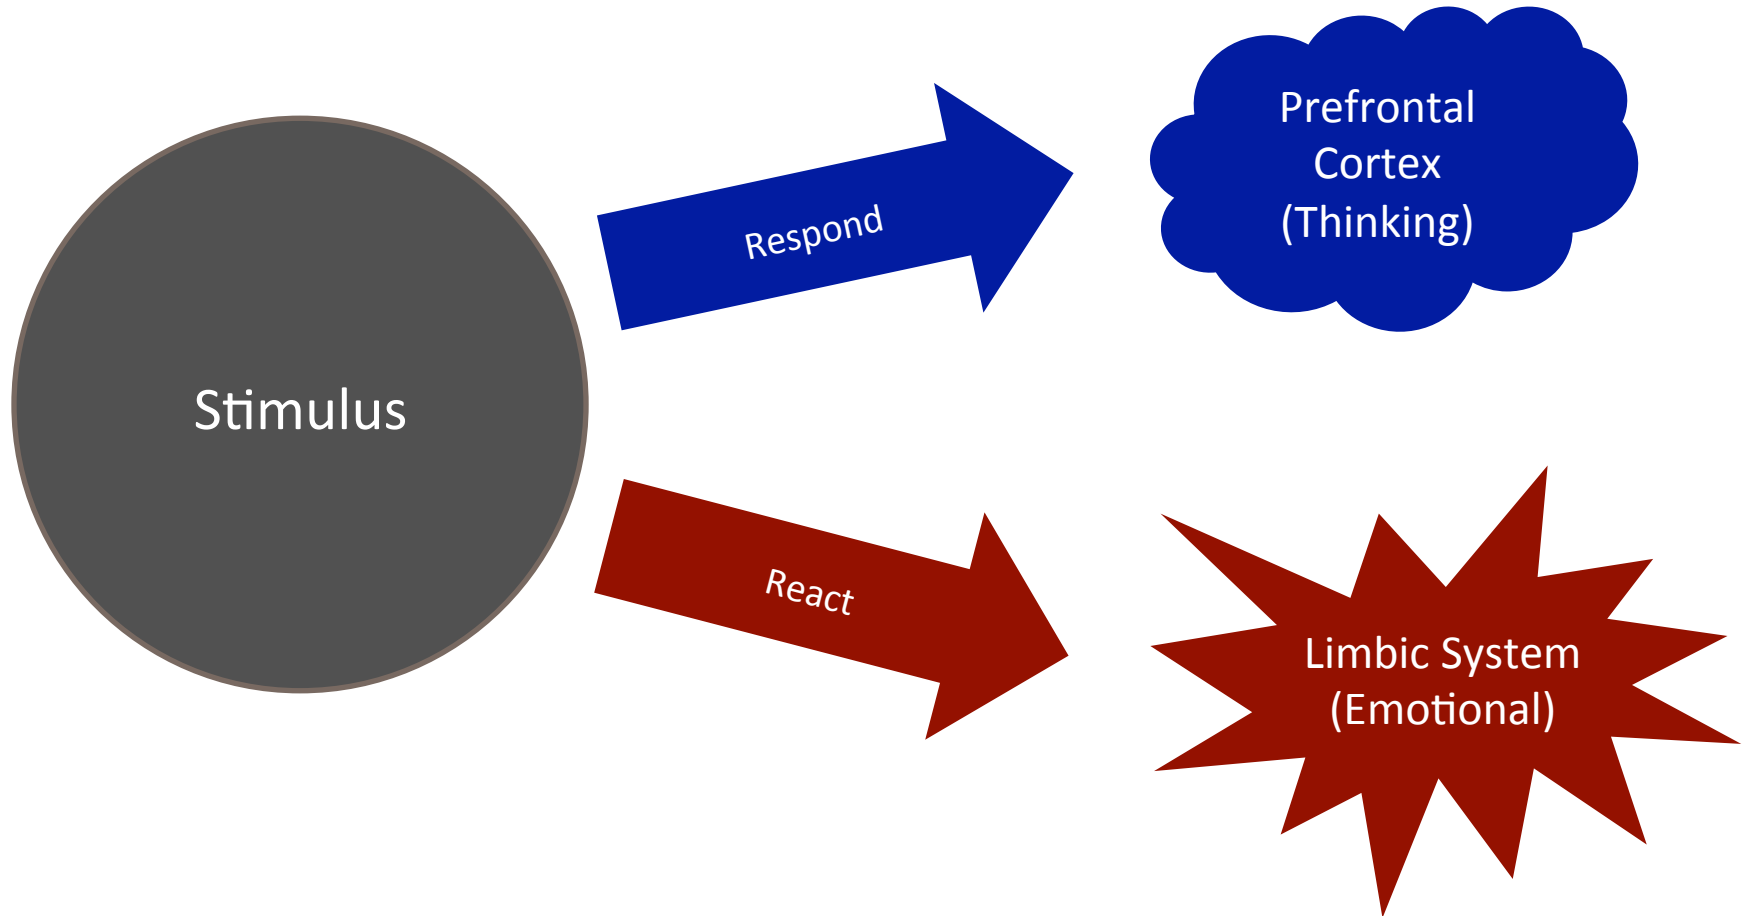 Stimulus
Respond
Prefrontal
Cortex
(Thinking)
React
Limbic System
(Emotional)